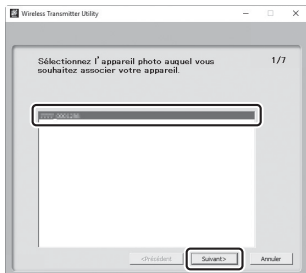 Wireless Transmitter Utility
Sélectionnez l'appareil photo auquel vous
souhaitez associer votre appareil.
1/7
<Précédent
Suivant>
Annuler